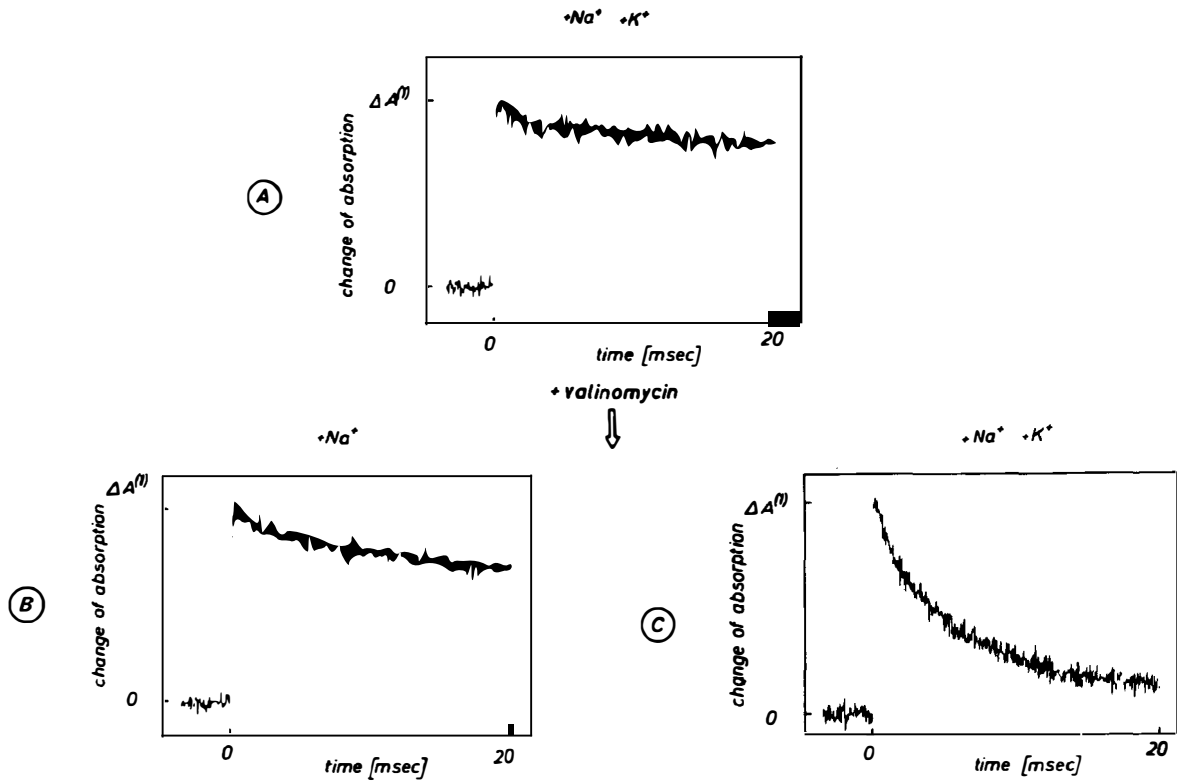 +Na⁺ +K⁺
ΔA⁽¹⁾
change of absorption
A
0
0
20
time [msec]
+ valinomycin
+Na⁺
ΔA⁽¹⁾
change of absorption
B
0
0
20
time [msec]
+Na⁺ +K⁺
ΔA⁽¹⁾
change of absorption
C
0
0
20
time [msec]